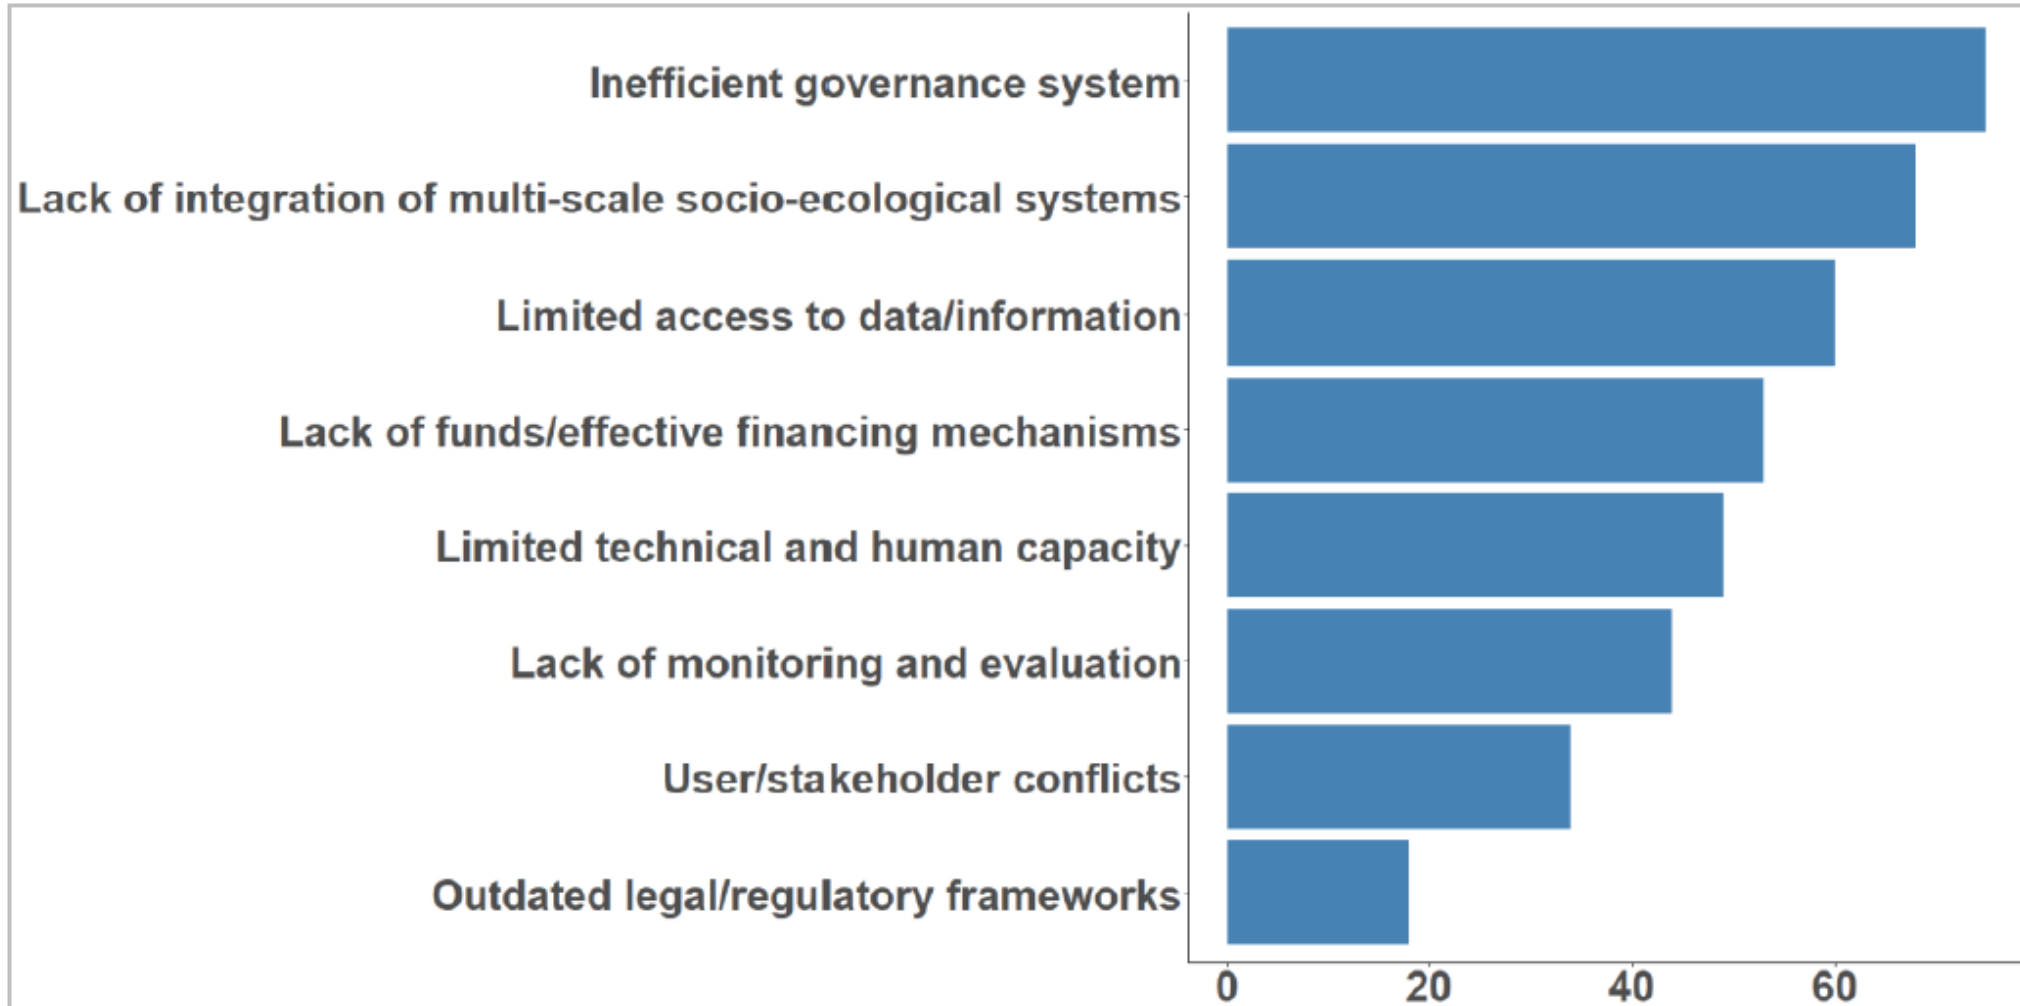 Inefficient governance system
Lack of integration of multi-scale socio-ecological systems
Limited access to data/information
Lack of funds/effective financing mechanisms
Limited technical and human capacity
Lack of monitoring and evaluation
User/stakeholder conflicts
Outdated legal/regulatory frameworks
0 20 40 60